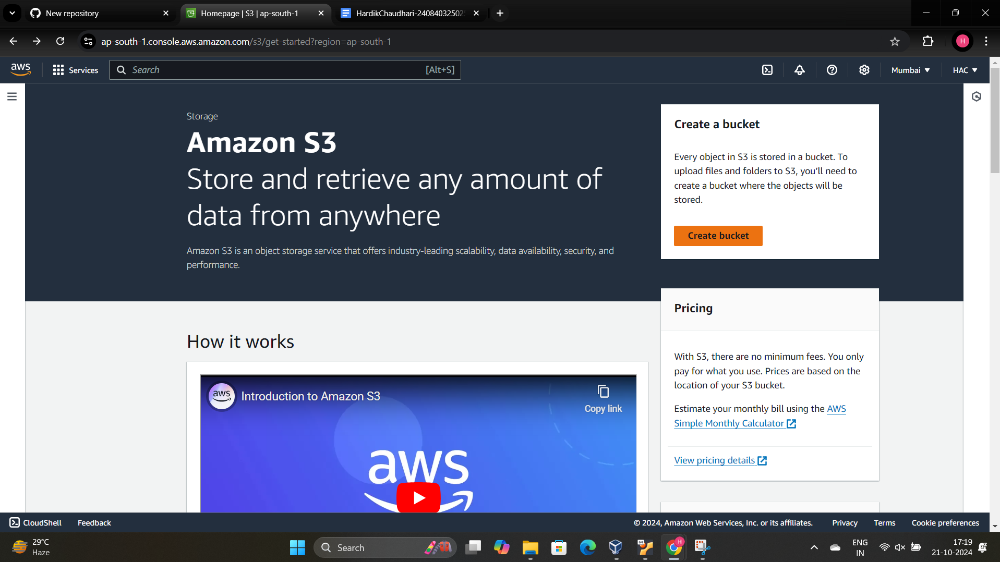 New repository
Homepage | S3 | ap-south-1
HardikChaudhari-24084032502
ap-south-1.console.aws.amazon.com/s3/get-started?region=ap-south-1
H
aws
Services
Search
[Alt+S]
Mumbai
HAC
Storage
Amazon S3
Store and retrieve any amount of
data from anywhere
Amazon S3 is an object storage service that offers industry-leading scalability, data availability, security, and
performance.
Create a bucket
Every object in S3 is stored in a bucket. To
upload files and folders to S3, you’ll need to
create a bucket where the objects will be
stored.
Create bucket
Pricing
With S3, there are no minimum fees. You only
pay for what you use. Prices are based on the
location of your S3 bucket.
Estimate your monthly bill using the AWS
Simple Monthly Calculator
View pricing details
How it works
aws
Introduction to Amazon S3
Copy link
aws
CloudShell
Feedback
© 2024, Amazon Web Services, Inc. or its affiliates.
Privacy
Terms
Cookie preferences
29°C
Haze
Search
64
H
ENG
IN
17:19
21-10-2024